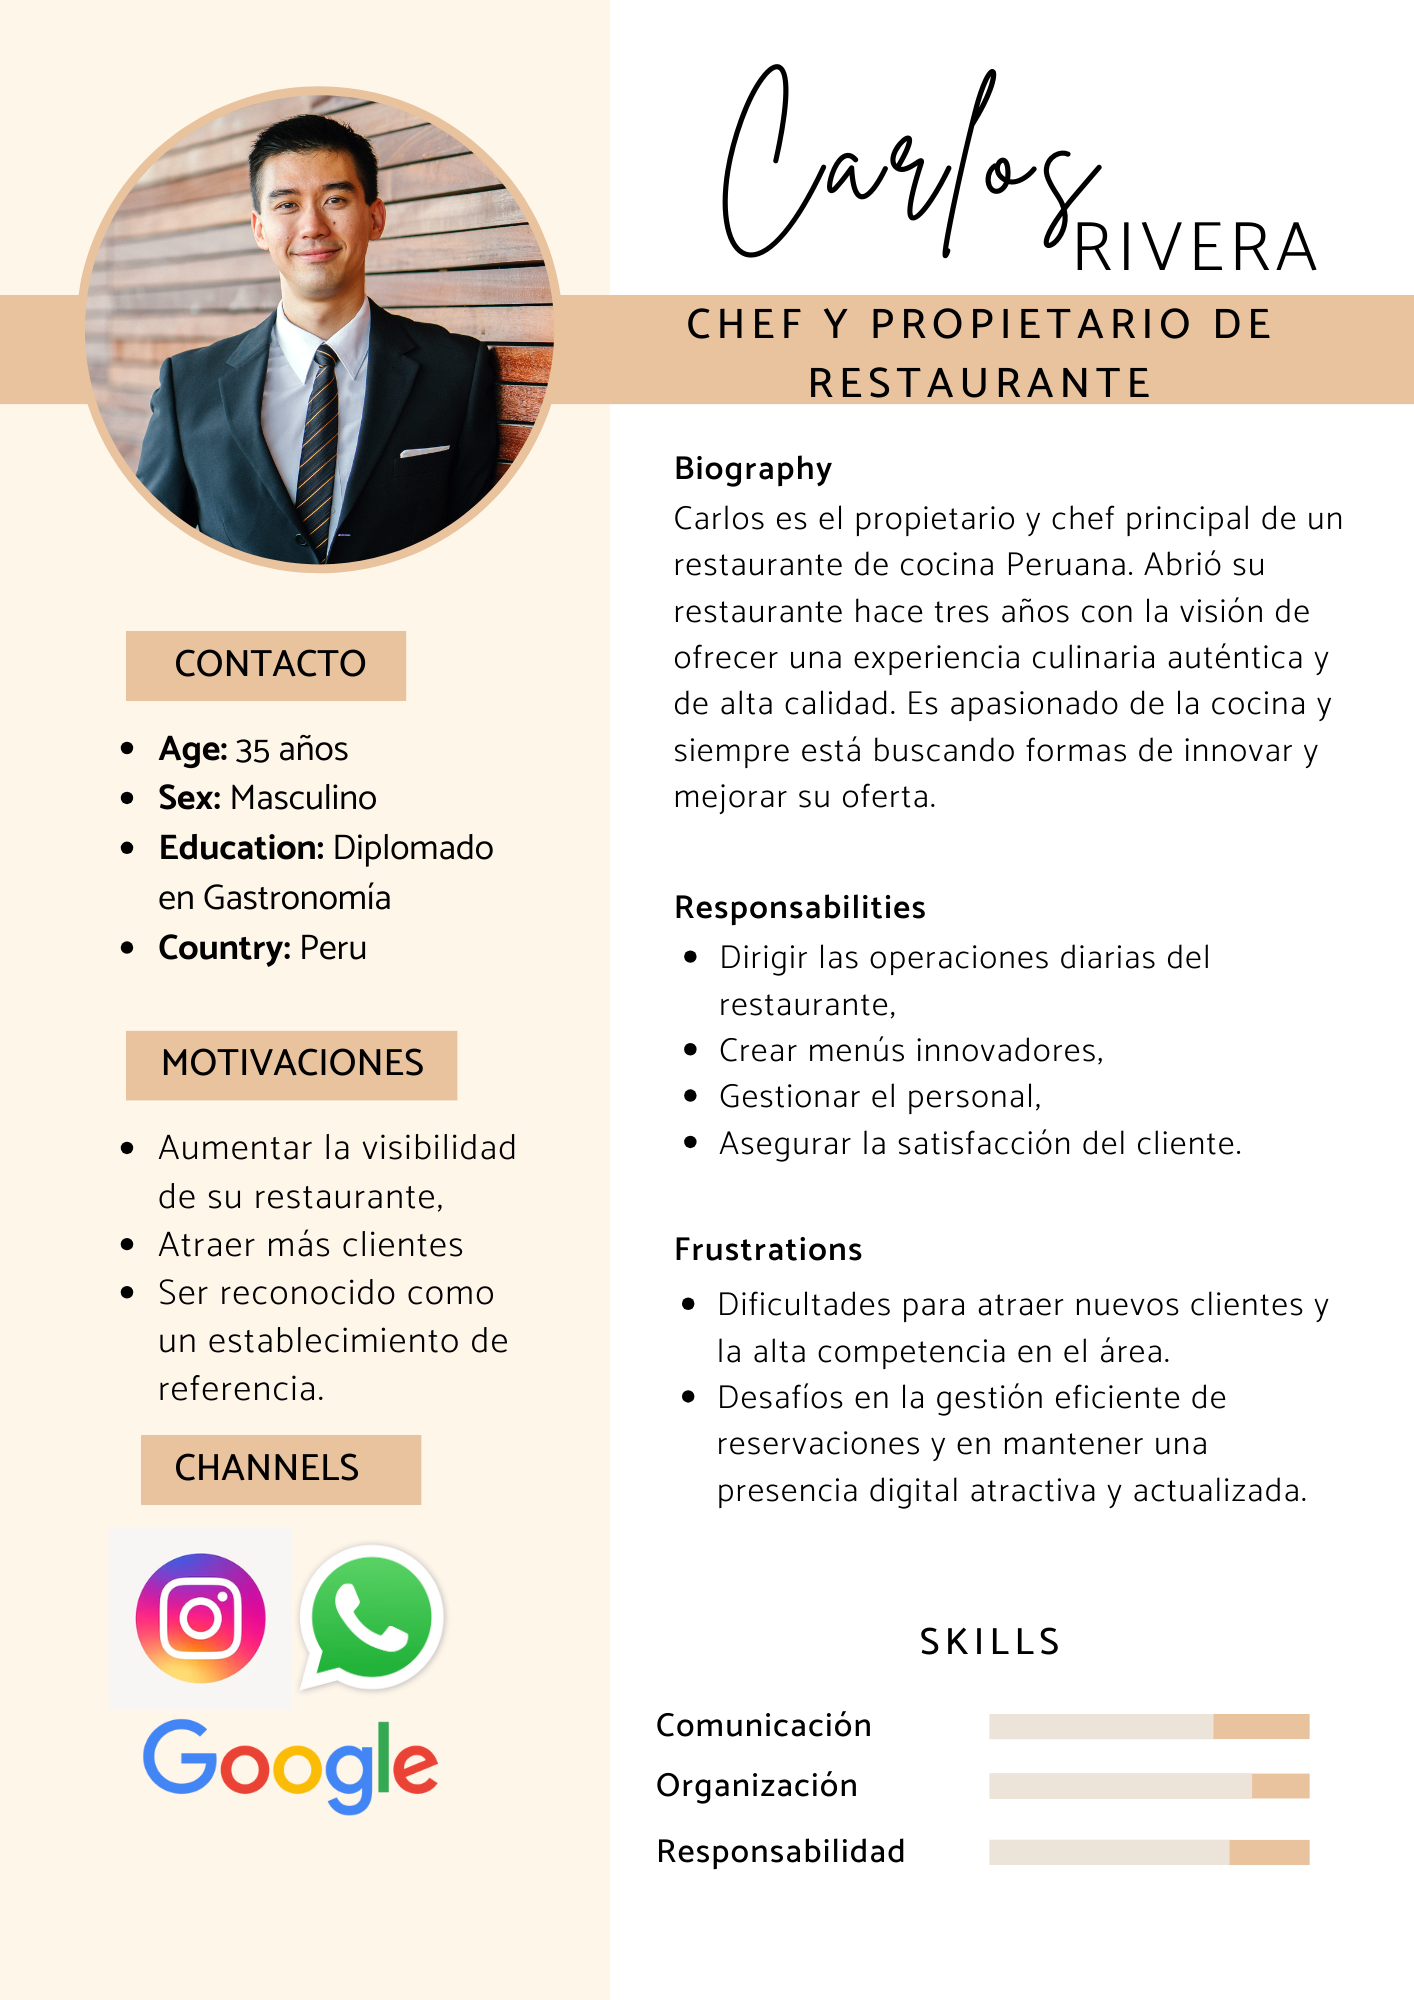 Carlos
RIVERA
CHEF Y PROPIETARIO DE
RESTAURANTE
CONTACTO
• Age: 35 años
• Sex: Masculino
• Education: Diplomado
en Gastronomía
• Country: Peru
MOTIVACIONES
• Aumentar la visibilidad
de su restaurante,
• Atraer más clientes
• Ser reconocido como
un establecimiento de
referencia.
CHANNELS
Google
Biography
Carlos es el propietario y chef principal de un
restaurante de cocina Peruana. Abrió su
restaurante hace tres años con la visión de
ofrecer una experiencia culinaria auténtica y
de alta calidad. Es apasionado de la cocina y
siempre está buscando formas de innovar y
mejorar su oferta.
Responsabilities
• Dirigir las operaciones diarias del
restaurante,
• Crear menús innovadores,
• Gestionar el personal,
• Asegurar la satisfacción del cliente.
Frustrations
• Dificultades para atraer nuevos clientes y
la alta competencia en el área.
• Desafíos en la gestión eficiente de
reservaciones y en mantener una
presencia digital atractiva y actualizada.
SKILLS
Comunicación
Organización
Responsabilidad